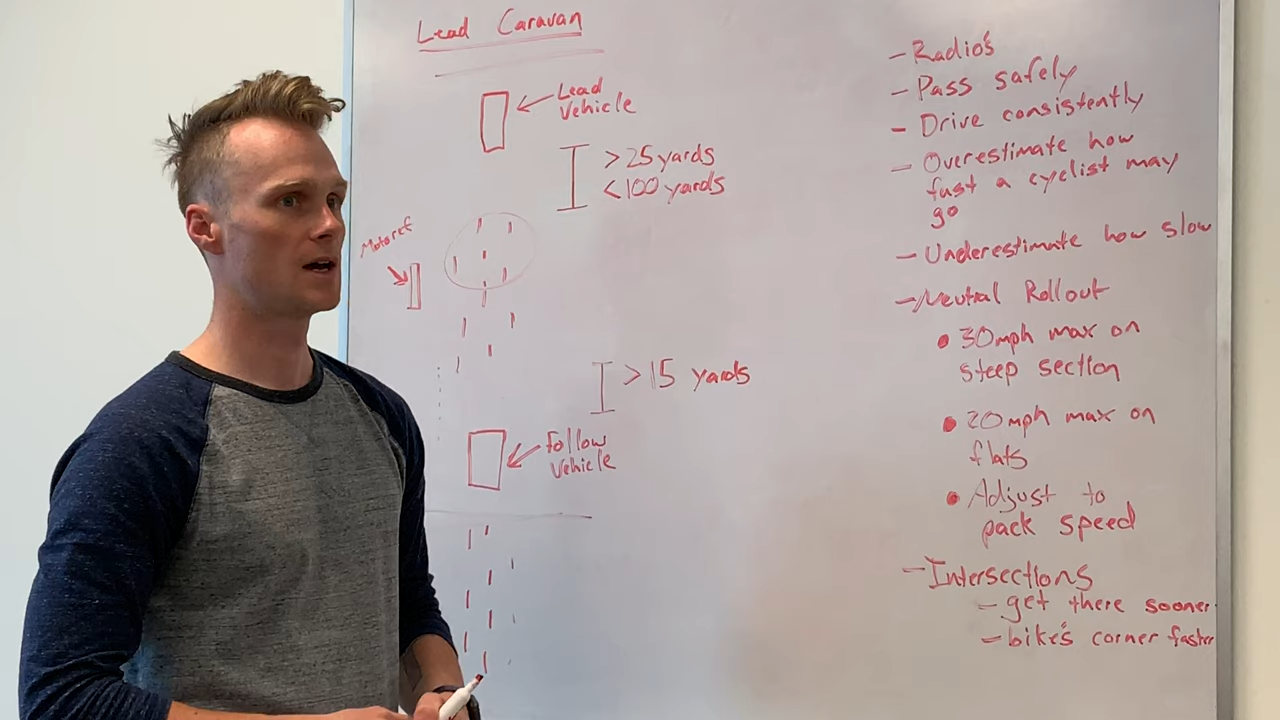 Lead Caravan
Lead
Vehicle
>25 yards
<100 yards
Motoref
>15 yards
Follow
Vehicle
- Radio's
- Pass safely
- Drive consistently
- Overestimate how
fast a cyclist may
go
- Underestimate how slow
- Neutral Rollout
• 30mph max on
steep section
• 20mph max on
flats
• Adjust to
pack speed
- Intersections
- get there sooner
- bike's corner faster